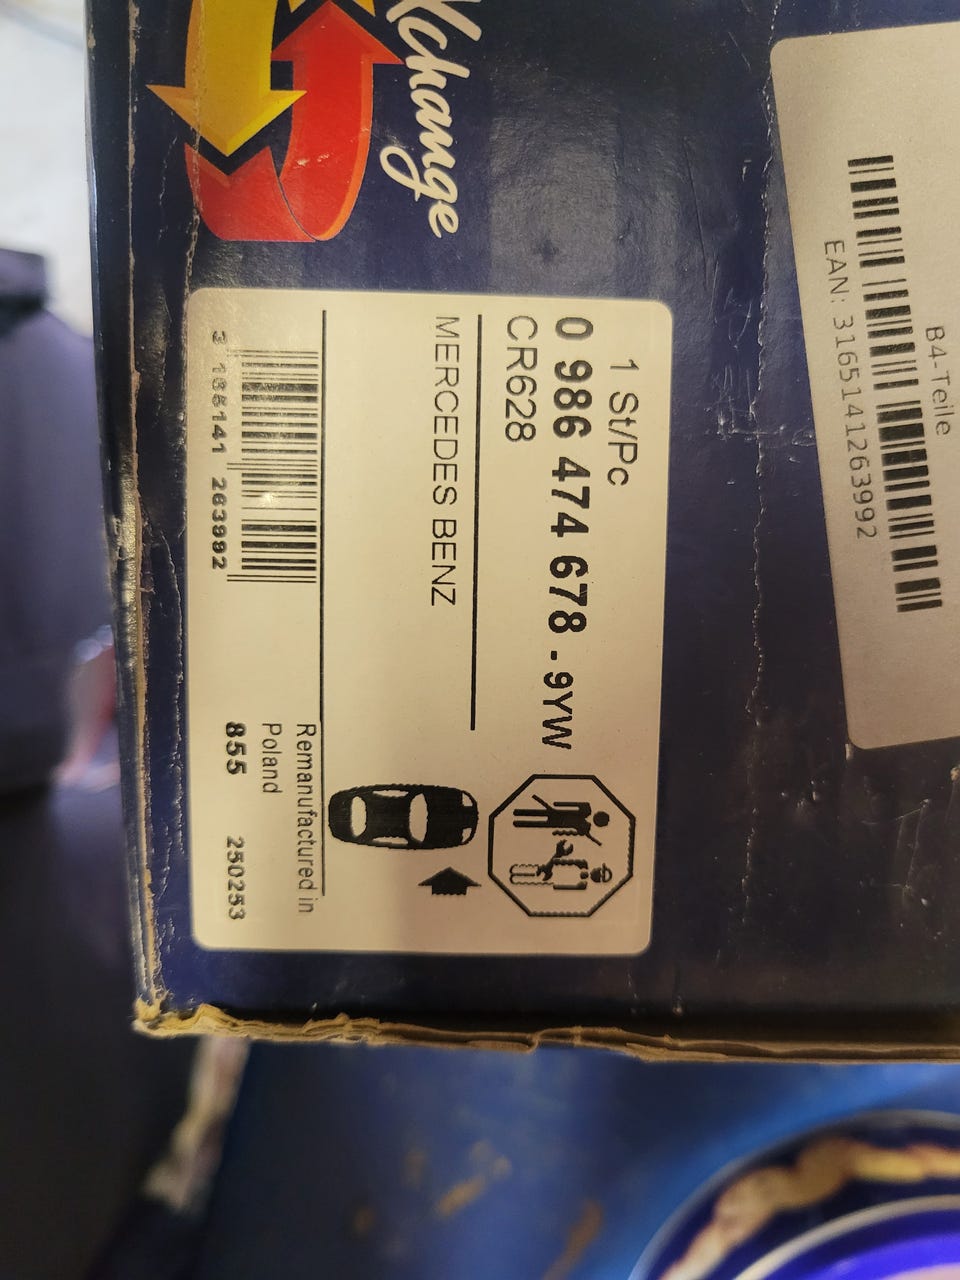 Xchange
B4-Teile
EAN: 3165141263992
1 St/Pc
0 986 474 678 - 9YW
CR628
MERCEDES BENZ
Remanufactured in
Poland
855 250253
3 165141 263992